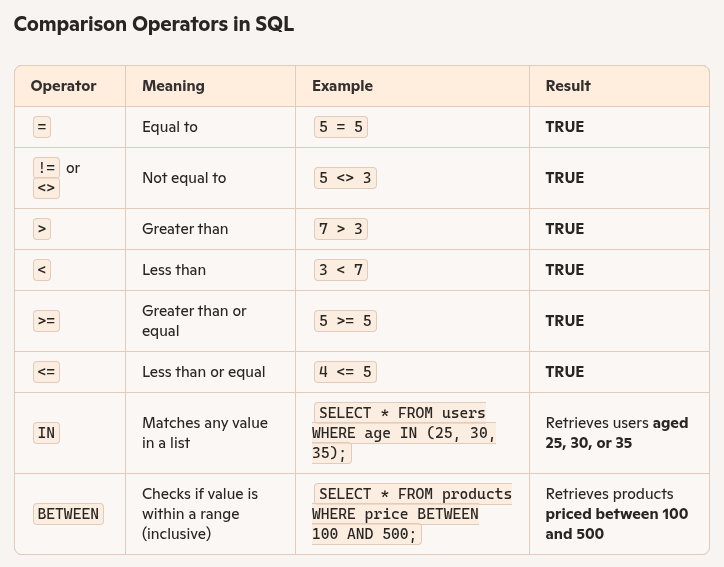 Comparison Operators in SQL
Operator Meaning Example Result
= Equal to 5 = 5 TRUE
!= or
<> Not equal to 5 <> 3 TRUE
> Greater than 7 > 3 TRUE
< Less than 3 < 7 TRUE
>= Greater than or
equal 5 >= 5 TRUE
<= Less than or equal 4 <= 5 TRUE
IN
Matches any value
in a list
SELECT * FROM users
WHERE age IN (25, 30,
35);
Retrieves users aged
25, 30, or 35
BETWEEN
Checks if value is
within a range
(inclusive)
SELECT * FROM products
WHERE price BETWEEN
100 AND 500;
Retrieves products
priced between 100
and 500